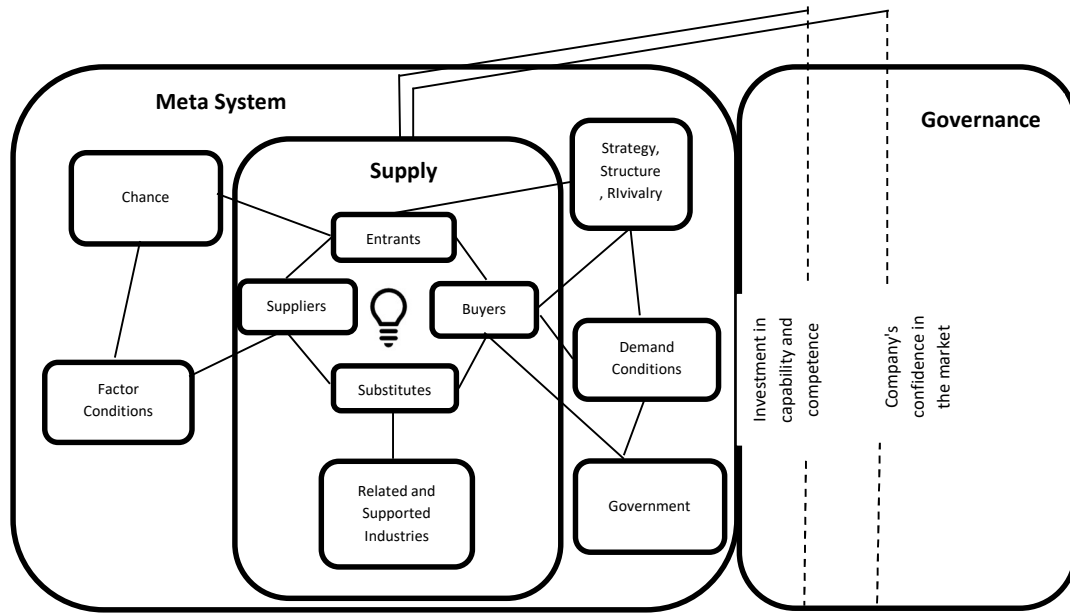 Meta System
Governance
Supply
Strategy,
Structure
, RIvivalry
Chance
Entrants
Suppliers
Buyers
Investment in
capability and
competence
Company's
confidence in
the market
Demand
Conditions
Factor
Conditions
Substitutes
Related and
Supported
Industries
Government